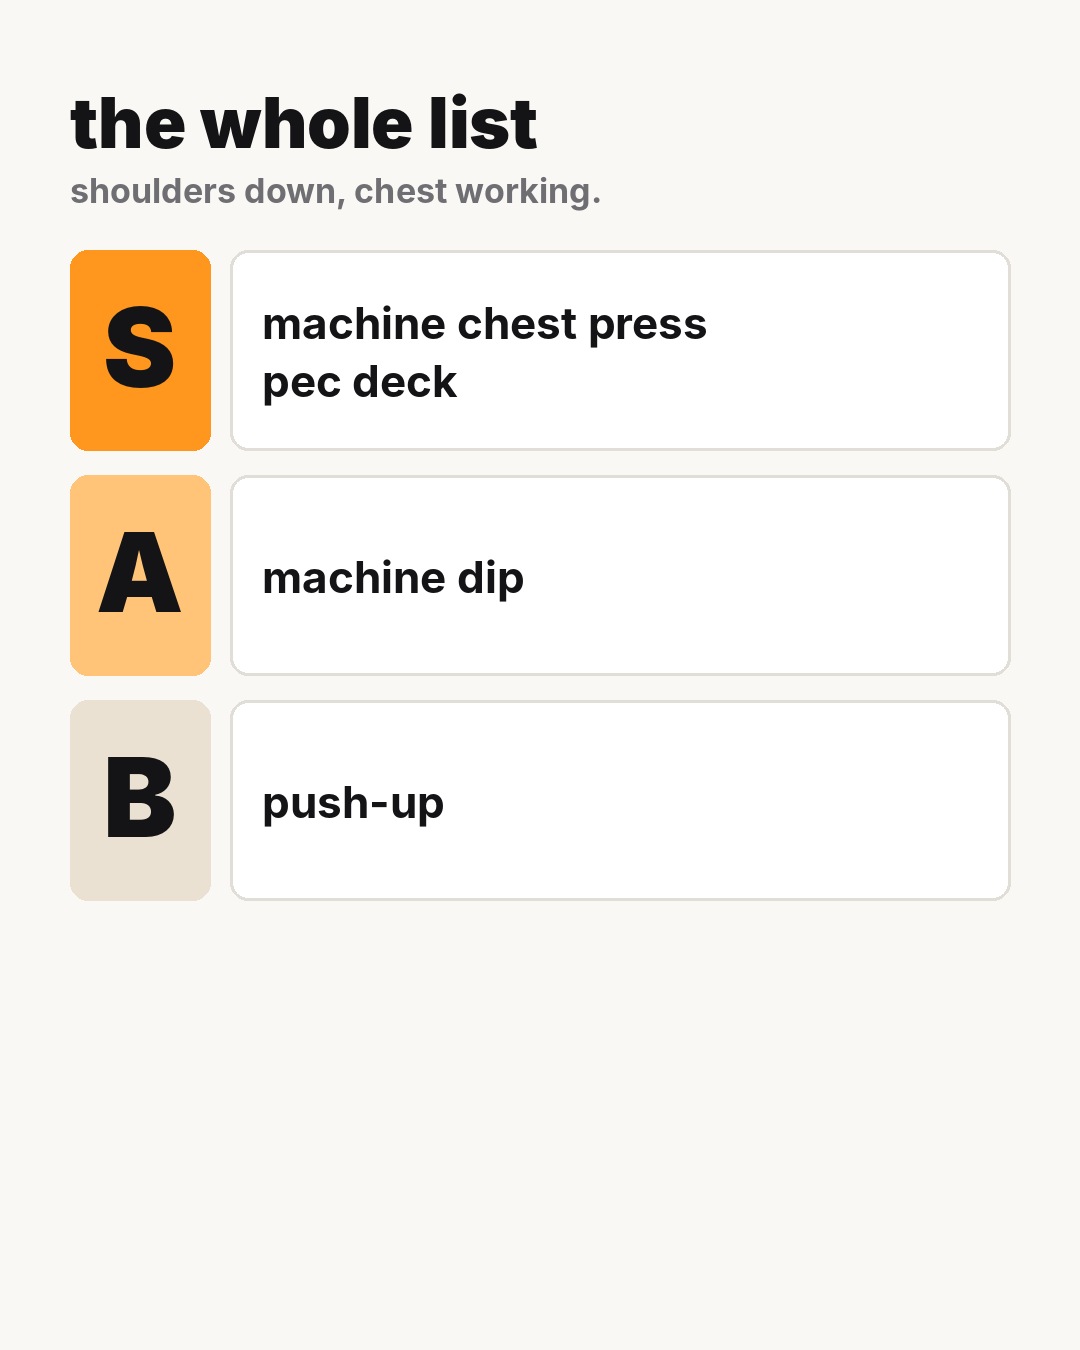 the whole list
shoulders down, chest working.
S
machine chest press
pec deck
A
machine dip
B
push-up